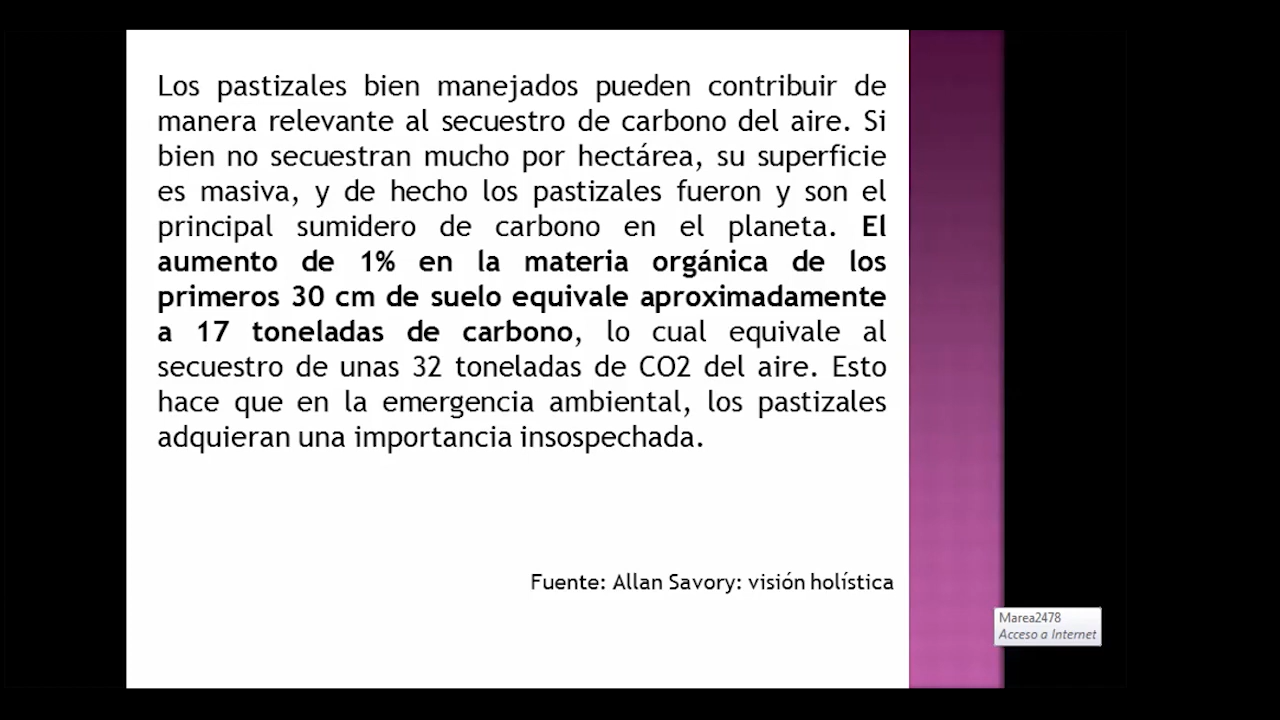 Los pastizales bien manejados pueden contribuir de
manera relevante al secuestro de carbono del aire. Si
bien no secuestran mucho por hectárea, su superficie
es masiva, y de hecho los pastizales fueron y son el
principal sumidero de carbono en el planeta. El
aumento de 1% en la materia orgánica de los
primeros 30 cm de suelo equivale aproximadamente
a 17 toneladas de carbono, lo cual equivale al
secuestro de unas 32 toneladas de CO2 del aire. Esto
hace que en la emergencia ambiental, los pastizales
adquieran una importancia insospechada.
Fuente: Allan Savory: visión holística
Marea2478
Acceso a Internet